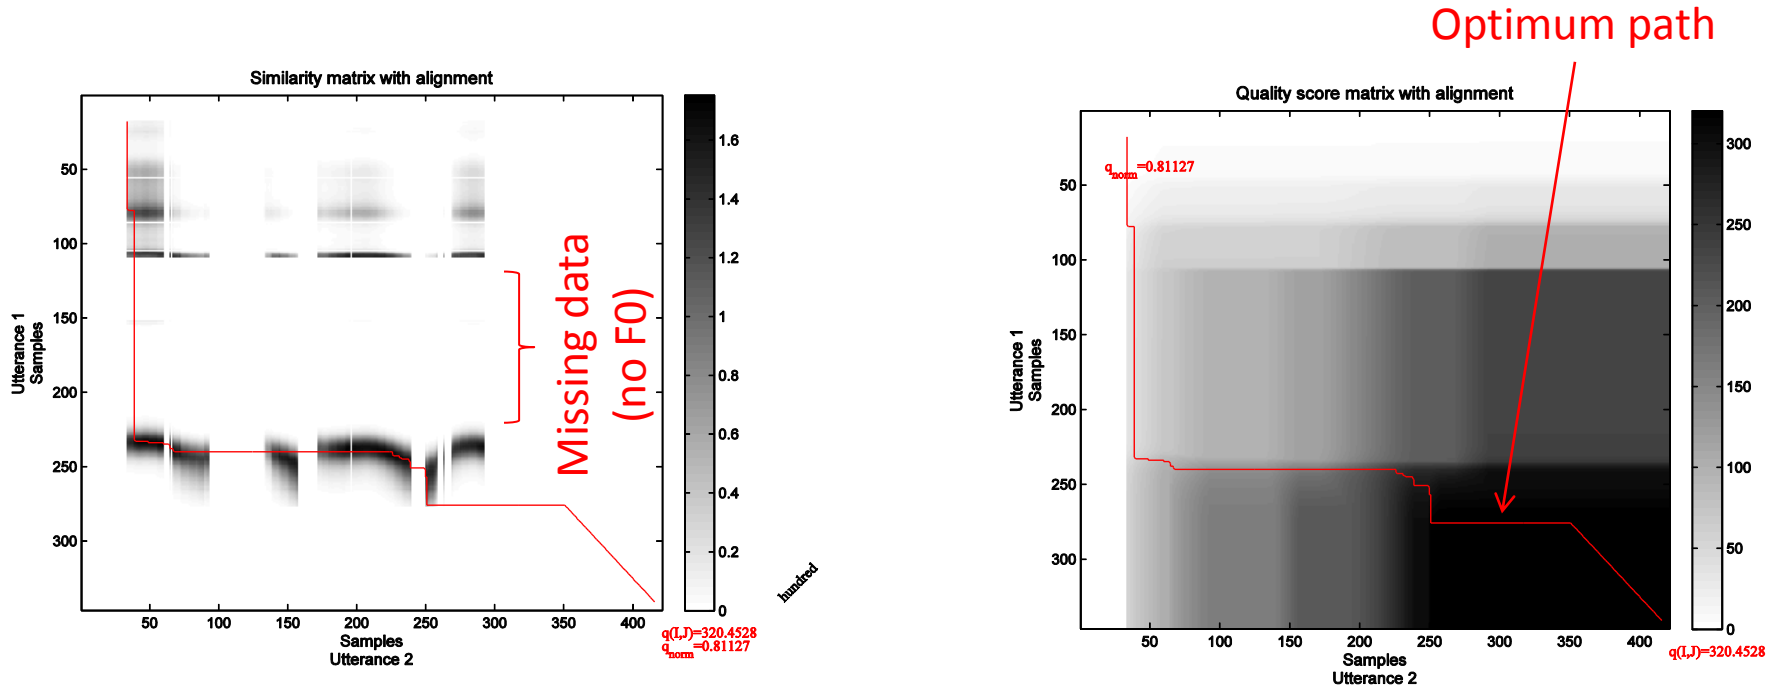 Optimum path
Similarity matrix with alignment
50
100
150
200
250
300
50
100
150
200
250
300
350
400
Utterance 1
Samples
Samples
Utterance 2
1.6
1.4
1.2
1
0.8
0.6
0.4
0.2
0
hundred
q(I,J)=320.4528
qnorm=0.81127
Missing data
(no F0)
Quality score matrix with alignment
qnorm=0.81127
50
100
150
200
250
300
50
100
150
200
250
300
350
400
Utterance 1
Samples
Samples
Utterance 2
300
250
200
150
100
50
0
q(I,J)=320.4528